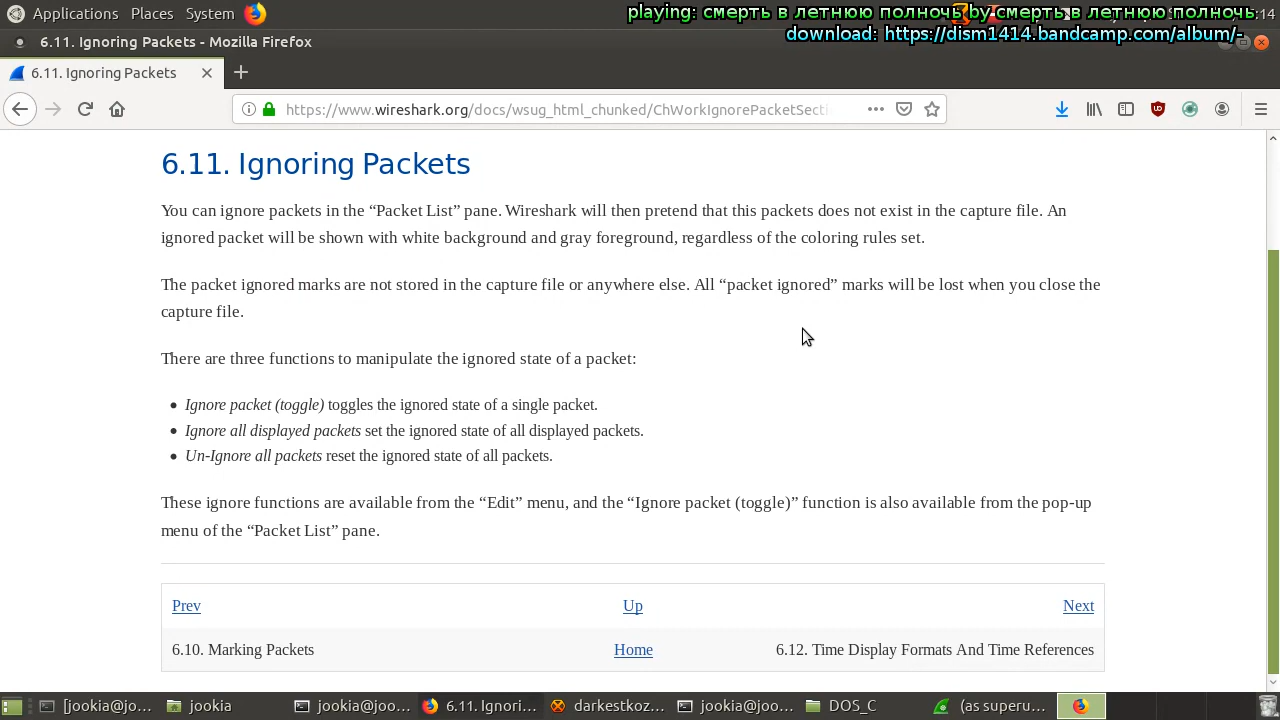 Applications Places System
playing: смерть в летнюю полночь by смерть в летнюю полночь
:14
download: https://dism1414.bandcamp.com/album/-
6.11. Ignoring Packets - Mozilla Firefox
6.11. Ignoring Packets
https://www.wireshark.org/docs/wsug_html_chunked/ChWorkIgnorePacketSecti
6.11. Ignoring Packets
You can ignore packets in the “Packet List” pane. Wireshark will then pretend that this packets does not exist in the capture file. An
ignored packet will be shown with white background and gray foreground, regardless of the coloring rules set.
The packet ignored marks are not stored in the capture file or anywhere else. All “packet ignored” marks will be lost when you close the
capture file.
There are three functions to manipulate the ignored state of a packet:
• Ignore packet (toggle) toggles the ignored state of a single packet.
• Ignore all displayed packets set the ignored state of all displayed packets.
• Un-Ignore all packets reset the ignored state of all packets.
These ignore functions are available from the “Edit” menu, and the “Ignore packet (toggle)” function is also available from the pop-up
menu of the “Packet List” pane.
Prev Up Next
6.10. Marking Packets Home 6.12. Time Display Formats And Time References
[jookia@jo... jookia jookia@joo... 6.11. Ignori... darkestkoz... jookia@joo... DOS_C (as superu...